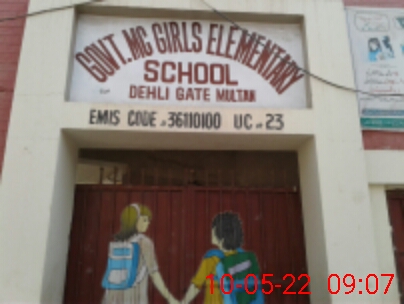 GOVT. MC GIRLS ELEMENTARY
SCHOOL
DEHLI GATE MULTAN
EMIS CODE # 36110100 UC # 23
10-05-22 09:07